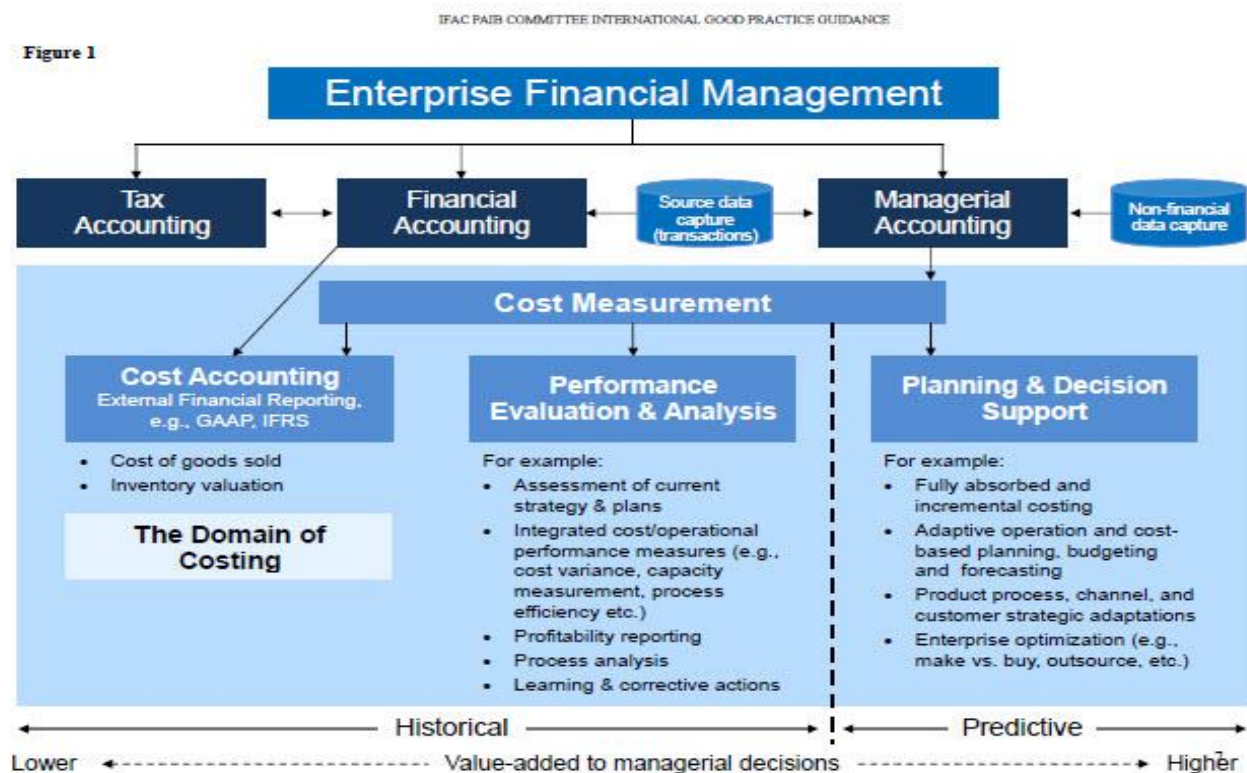 IFAC PAIB COMMITTEE INTERNATIONAL GOOD PRACTICE GUIDANCE
Figure 1
Enterprise Financial Management
Tax
Accounting
Financial
Accounting
Source data
capture
(transactions)
Managerial
Accounting
Non-financial
data capture
Cost Measurement
Cost Accounting
External Financial Reporting,
e.g., GAAP, IFRS
• Cost of goods sold
• Inventory valuation
The Domain of
Costing
Performance
Evaluation & Analysis
For example:
• Assessment of current
strategy & plans
• Integrated cost/operational
performance measures (e.g.,
cost variance, capacity
measurement, process
efficiency etc.)
• Profitability reporting
• Process analysis
• Learning & corrective actions
Planning & Decision
Support
For example:
• Fully absorbed and
incremental costing
• Adaptive operation and cost-
based planning, budgeting
and forecasting
• Product process, channel, and
customer strategic adaptations
• Enterprise optimization (e.g.,
make vs. buy, outsource, etc.)
Historical
Predictive
Lower
Value-added to managerial decisions
Higher
7